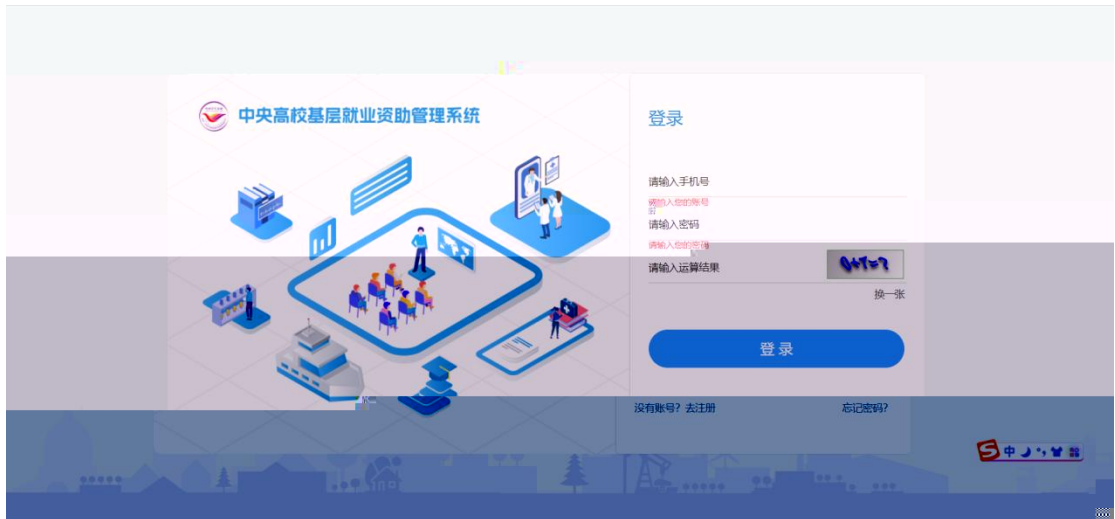 中央高校基层就业资助管理系统
登录
请输入手机号
请输入您的账号
请输入密码
请输入您的密码
请输入运算结果
换一张
登录
没有账号？去注册
忘记密码？
中